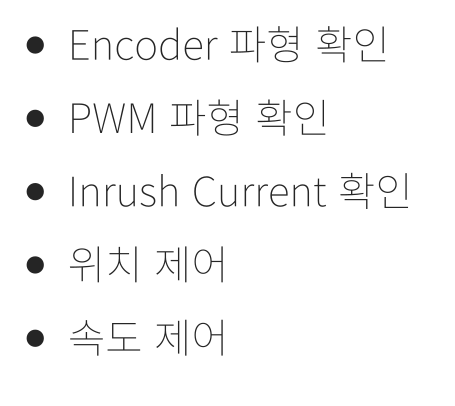 • Encoder 파형 확인
• PWM 파형 확인
• Inrush Current 확인
• 위치 제어
• 속도 제어